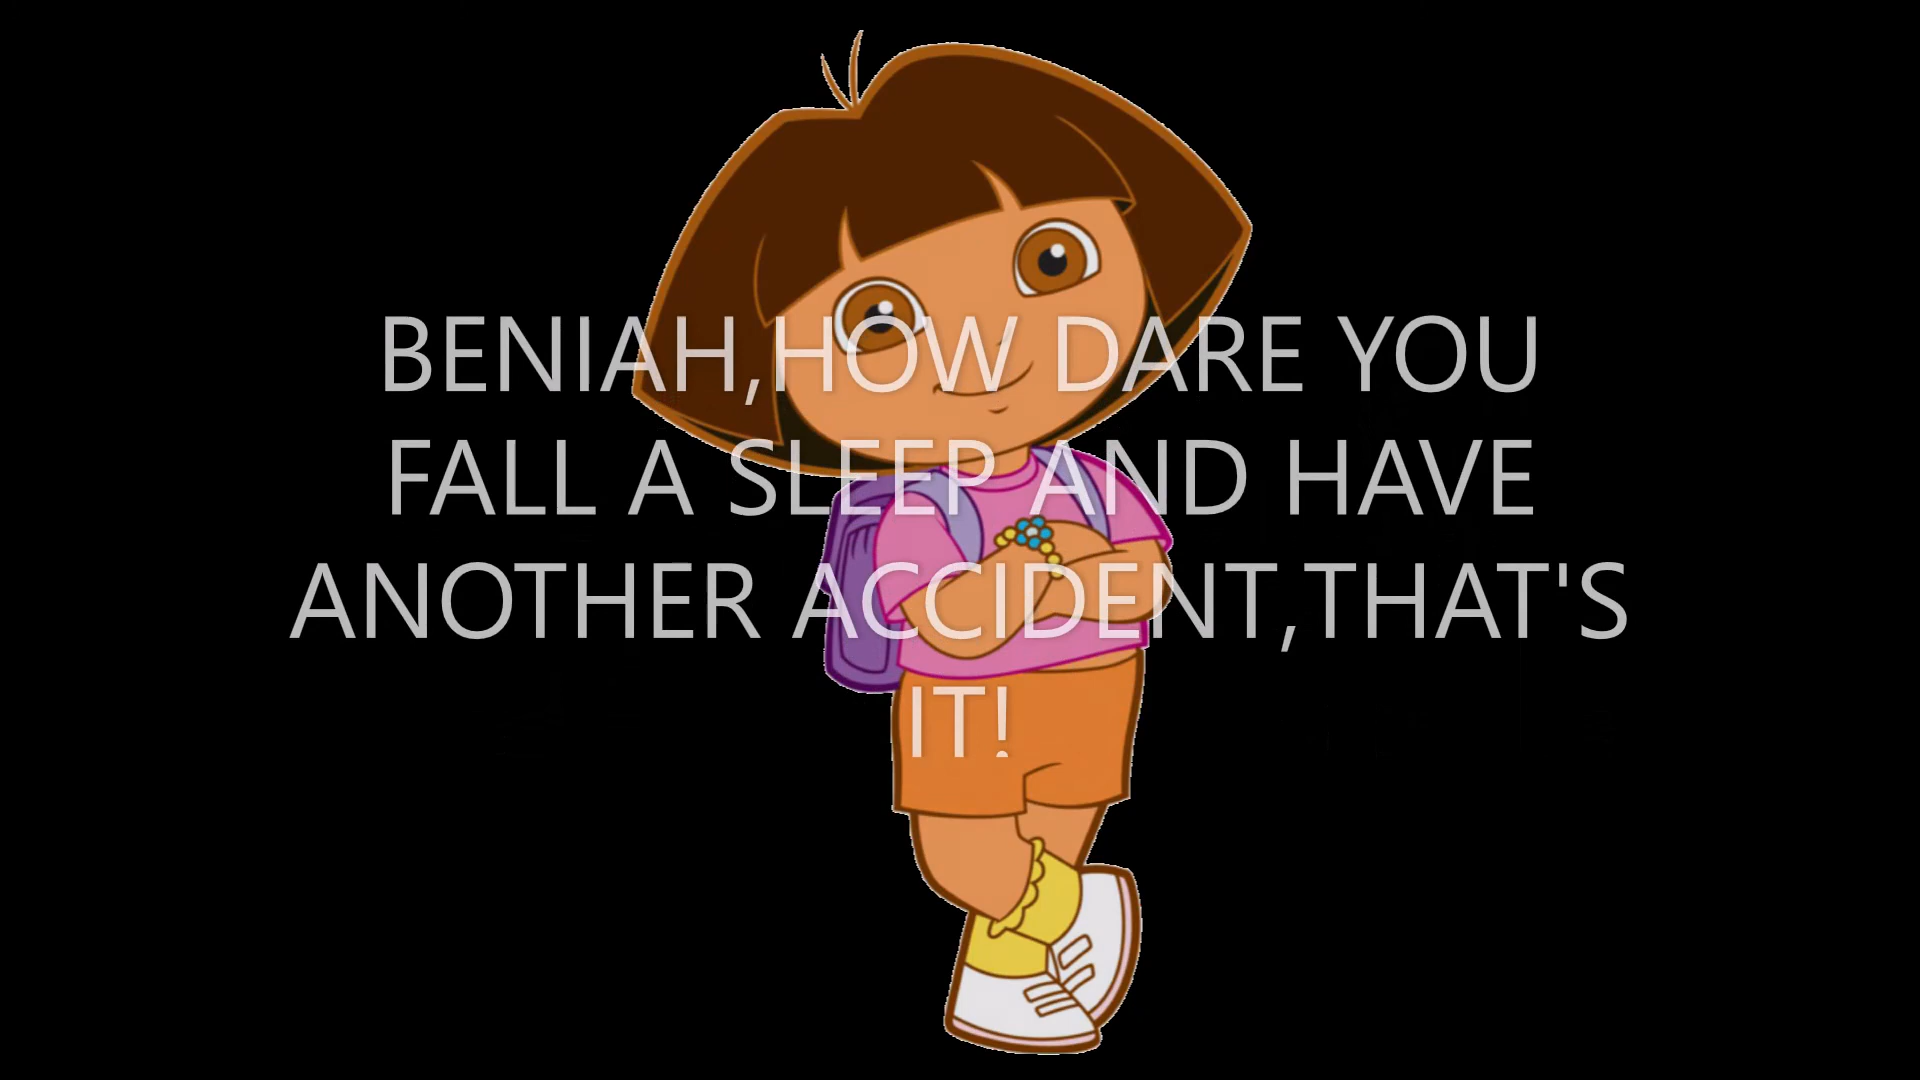 BENIAH,HOW DARE YOU
FALL A SLEEP AND HAVE
ANOTHER ACCIDENT,THAT'S
IT!